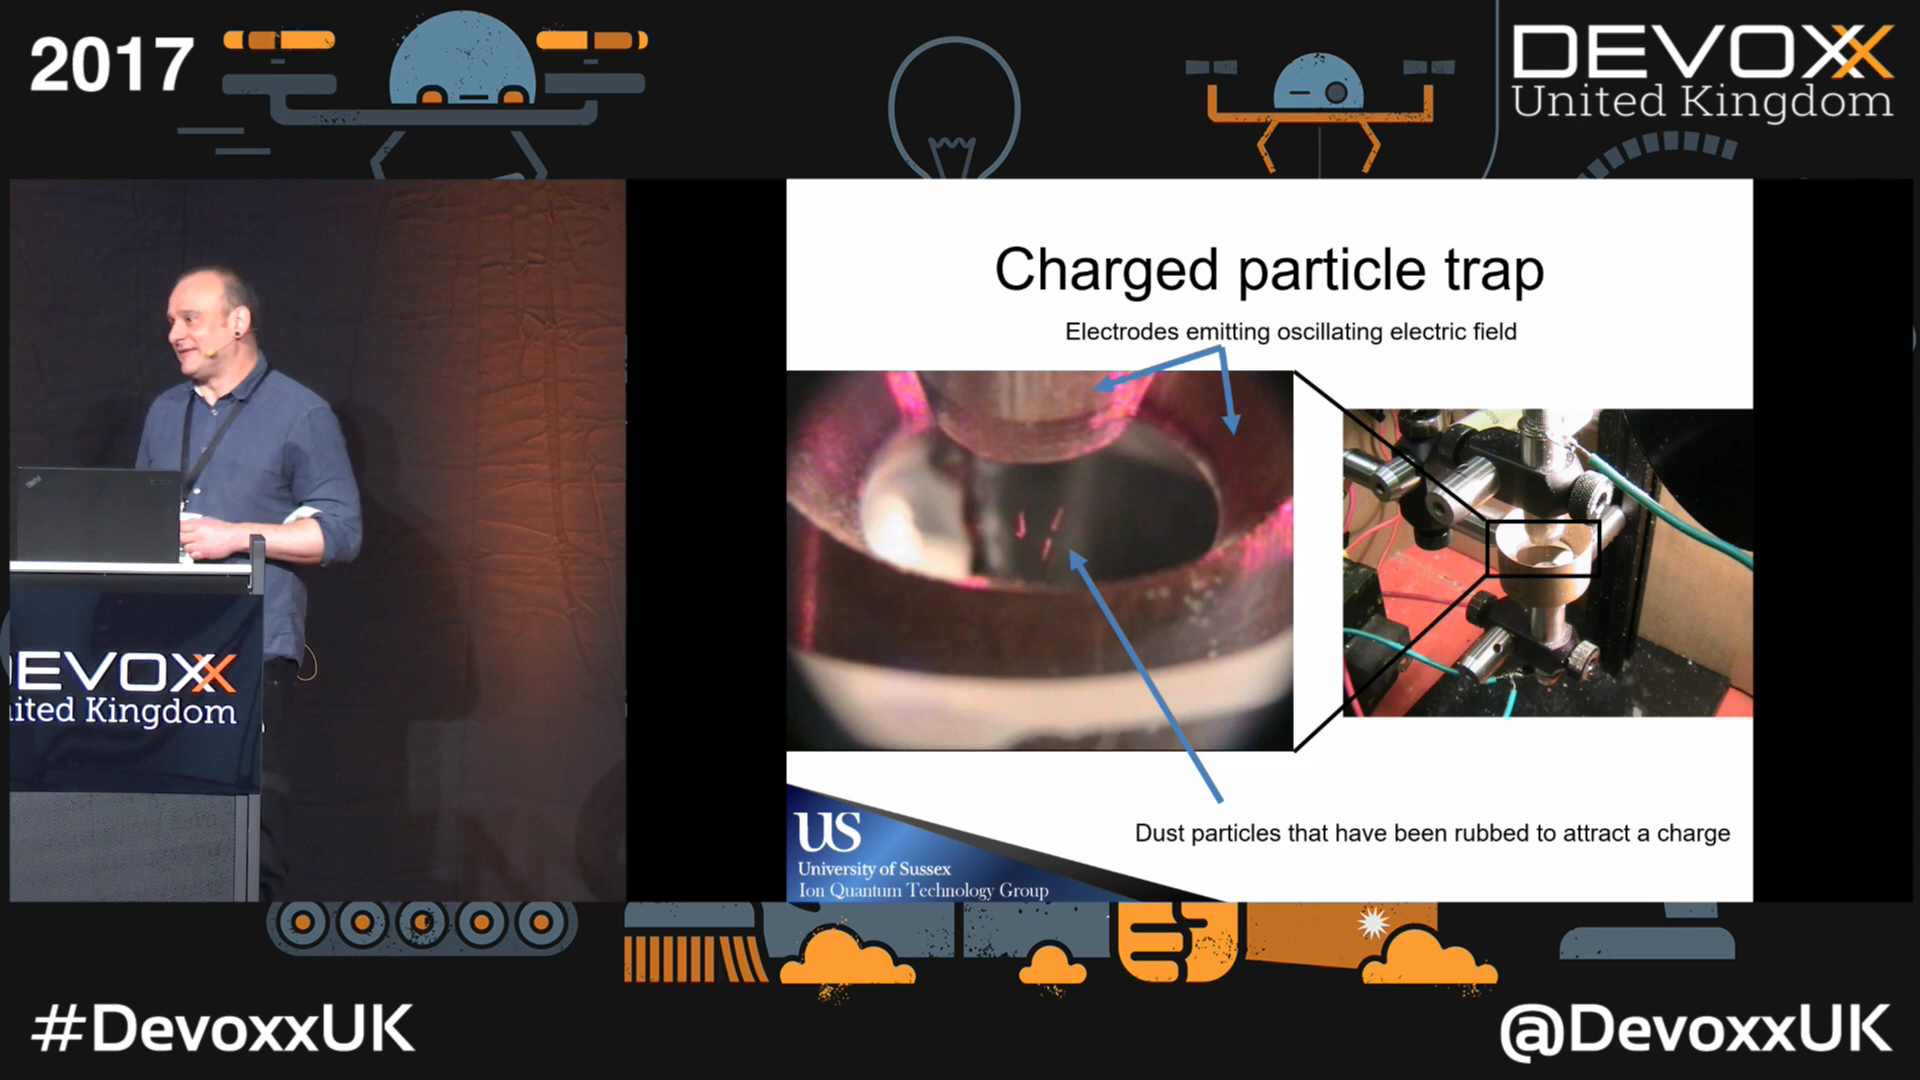 2017
DEVOXX
United Kingdom
Charged particle trap
Electrodes emitting oscillating electric field
Dust particles that have been rubbed to attract a charge
US
University of Sussex
Ion Quantum Technology Group
EVOXX
ited Kingdom
#DevoxxUK
@DevoxxUK